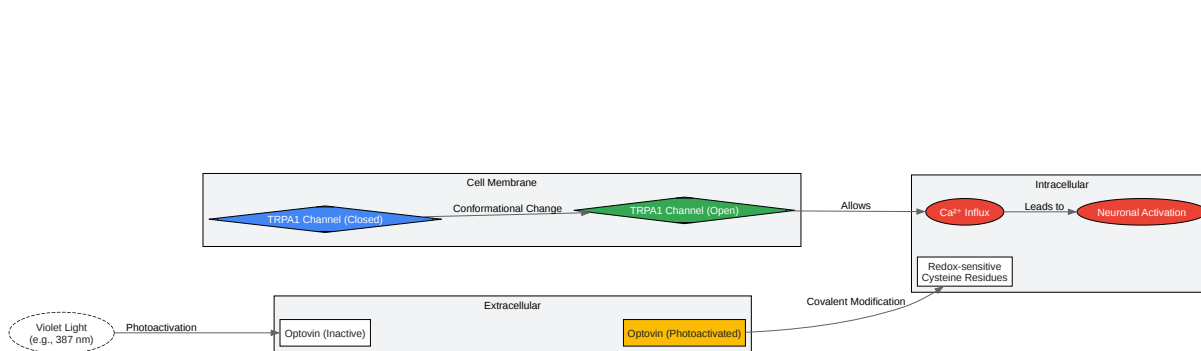 Cell Membrane
TRPA1 Channel (Closed)
Conformational Change
TRPA1 Channel (Open)
Allows
Intracellular
Ca²⁺ Influx
Leads to
Neuronal Activation
Redox-sensitive
Cysteine Residues
Covalent Modification
Extracellular
Violet Light
(e.g., 387 nm)
Photoactivation
Optovin (Inactive)
Optovin (Photoactivated)